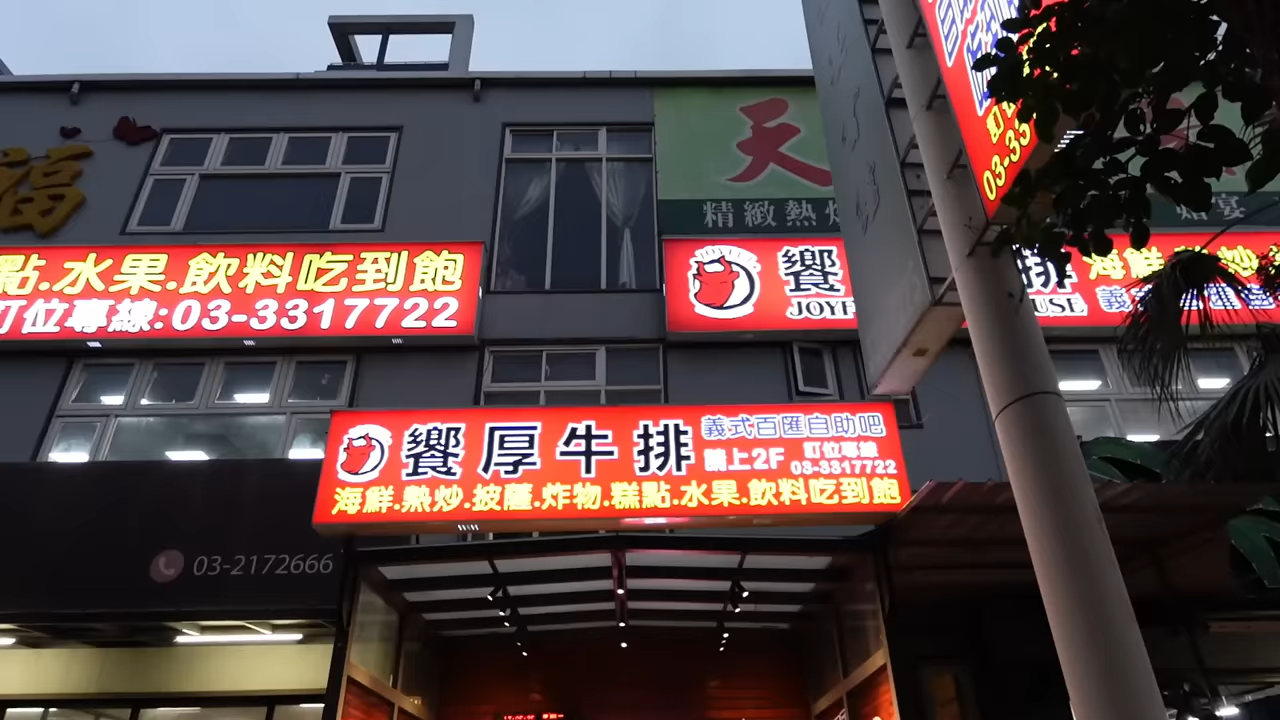 福
點.水果.飲料吃到飽
訂位專線:03-3317722
天
精緻熱炒
饗
排
JOYF
USE
海鮮.熱炒
03-33
饗厚牛排
義式百匯自助吧
請上2F
訂位專線
03-3317722
海鮮.熱炒.披薩.炸物.糕點.水果.飲料吃到飽
03-2172666